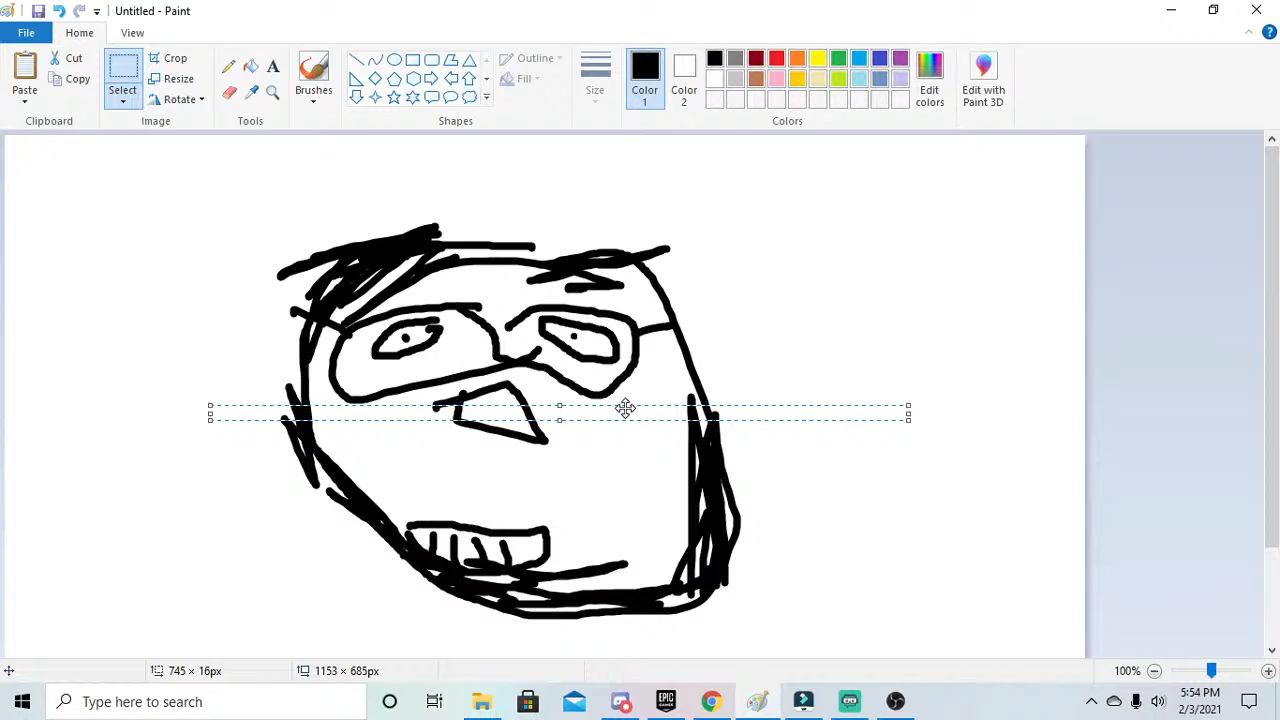 Untitled - Paint
File
Home
View
Paste
Cut
Copy
Clipboard
Select
Crop
Resize
Rotate
Image
A
Tools
Brushes
Shapes
Outline
Fill
Size
Color
1
Color
2
Edit
colors
Colors
Edit with
Paint 3D
745 × 16px
1153 × 685px
100%
Type here to search
EPIC
GAMES
5:54 PM
2/3/2021